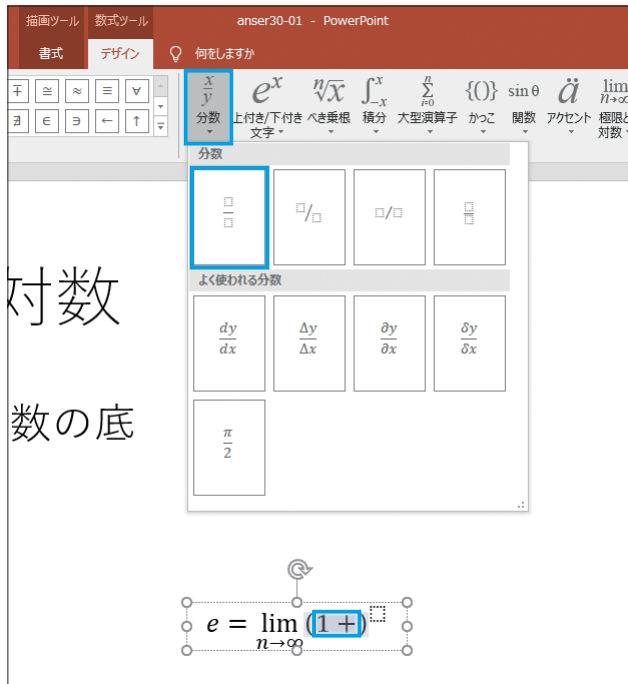 描画ツール 数式ツール anser30-01 - PowerPoint
書式 デザイン 何をしますか
∓ ≅ ≈ ≡ ∀
∄ ∈ ∋ ← ↑
x/y eˣ ⁿ√x ∫₋ₓˣ Σ i=0 n {()} sin θ ä lim n→∞
分数 上付き/下付き文字 べき乗根 積分 大型演算子 かっこ 関数 アクセント 極限と対数
分数
□/□ □/□ □/□ □/□
よく使われる分数
dy/dx Δy/Δx ∂y/∂x δy/δx
π/2
対数
数の底
e = lim n→∞ (1 +)